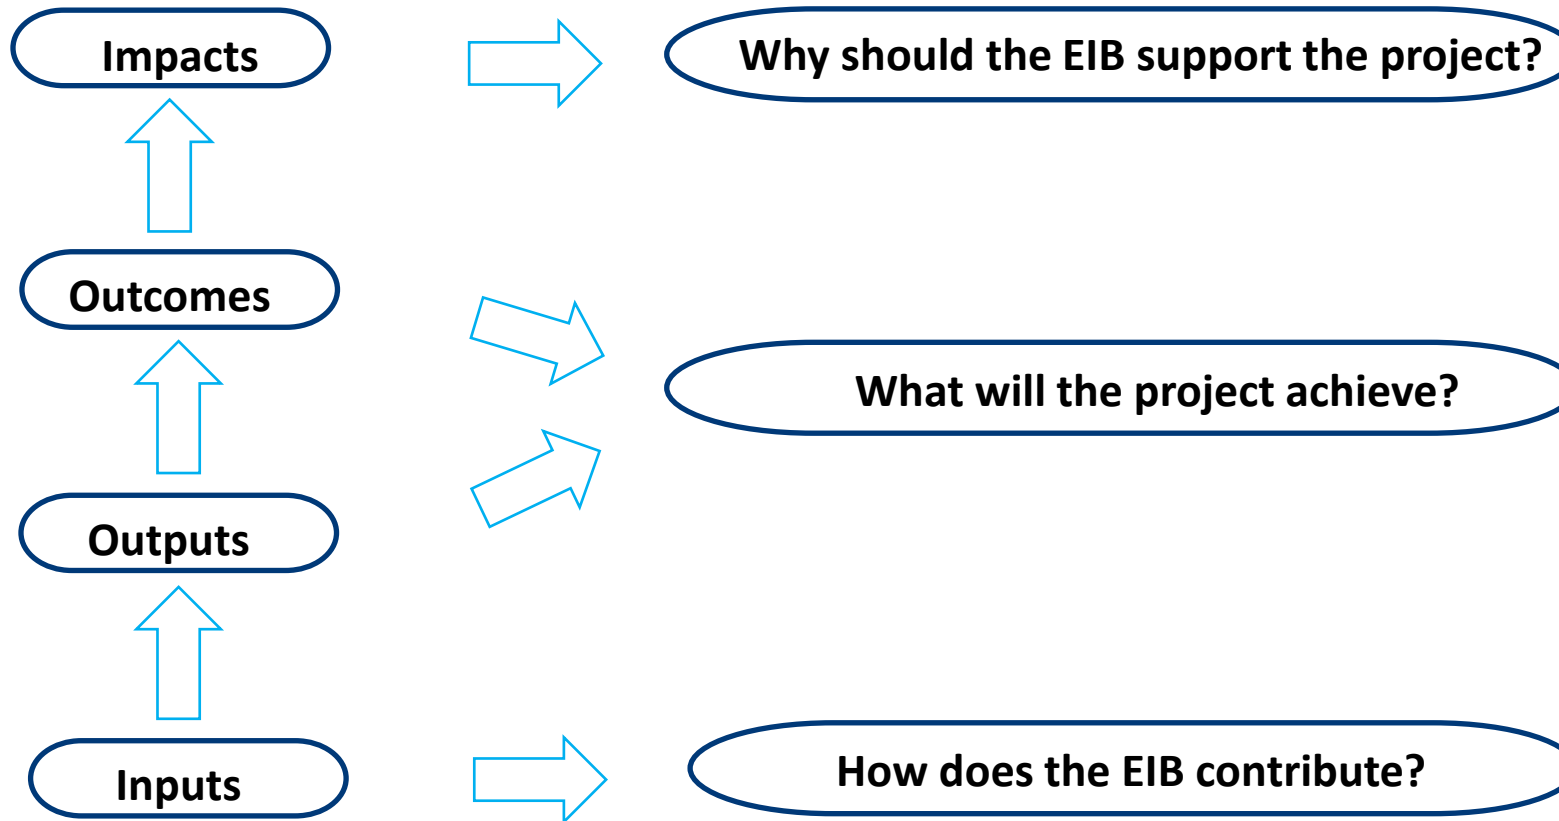 Impacts
Why should the EIB support the project?
Outcomes
What will the project achieve?
Outputs
Inputs
How does the EIB contribute?